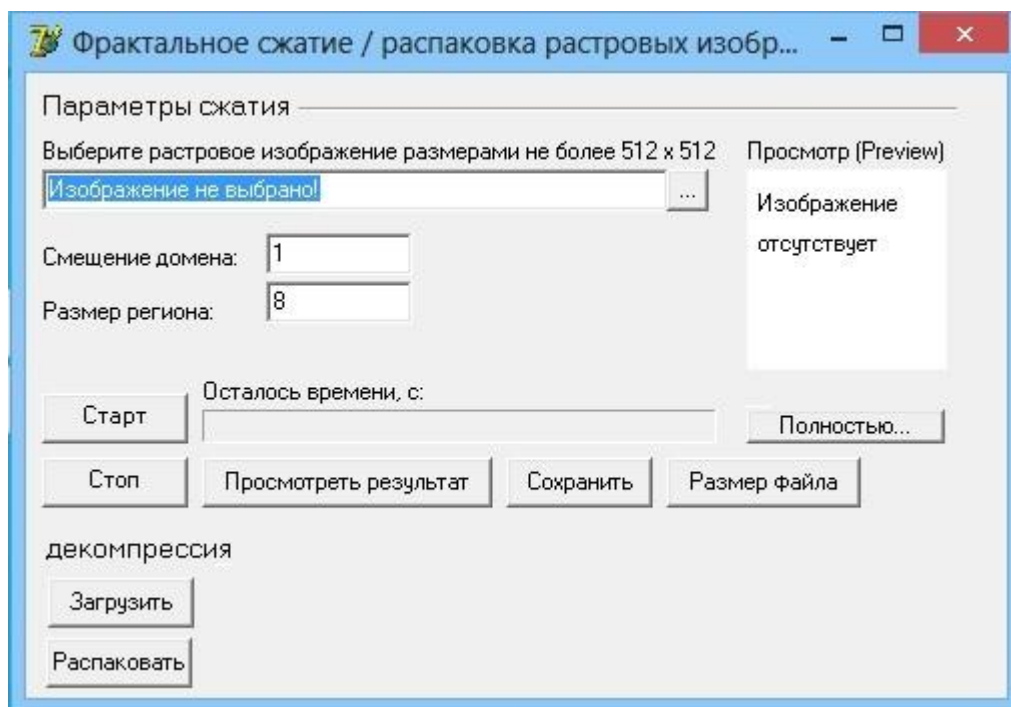 Фрактальное сжатие / распаковка растровых изобр...
Параметры сжатия
Выберите растровое изображение размерами не более 512 x 512
Просмотр (Preview)
Изображение не выбрано!
...
Изображение
отсутствует
Смещение домена:
1
Размер региона:
8
Осталось времени, с:
Старт
Полностью...
Стоп
Просмотреть результат
Сохранить
Размер файла
декомпрессия
Загрузить
Распаковать